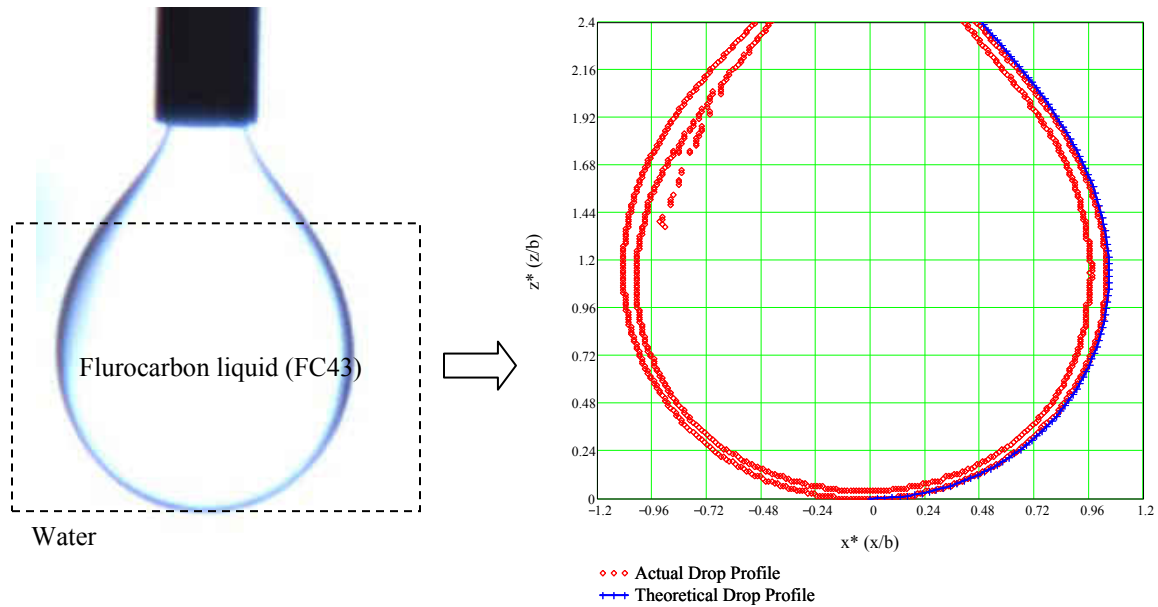 Flurocarbon liquid (FC43)
Water
2.4
2.16
1.92
1.68
1.44
1.2
0.96
0.72
0.48
0.24
0
z* (z/b)
−1.2 −0.96 −0.72 −0.48 −0.24 0 0.24 0.48 0.72 0.96 1.2
x* (x/b)
Actual Drop Profile
Theoretical Drop Profile